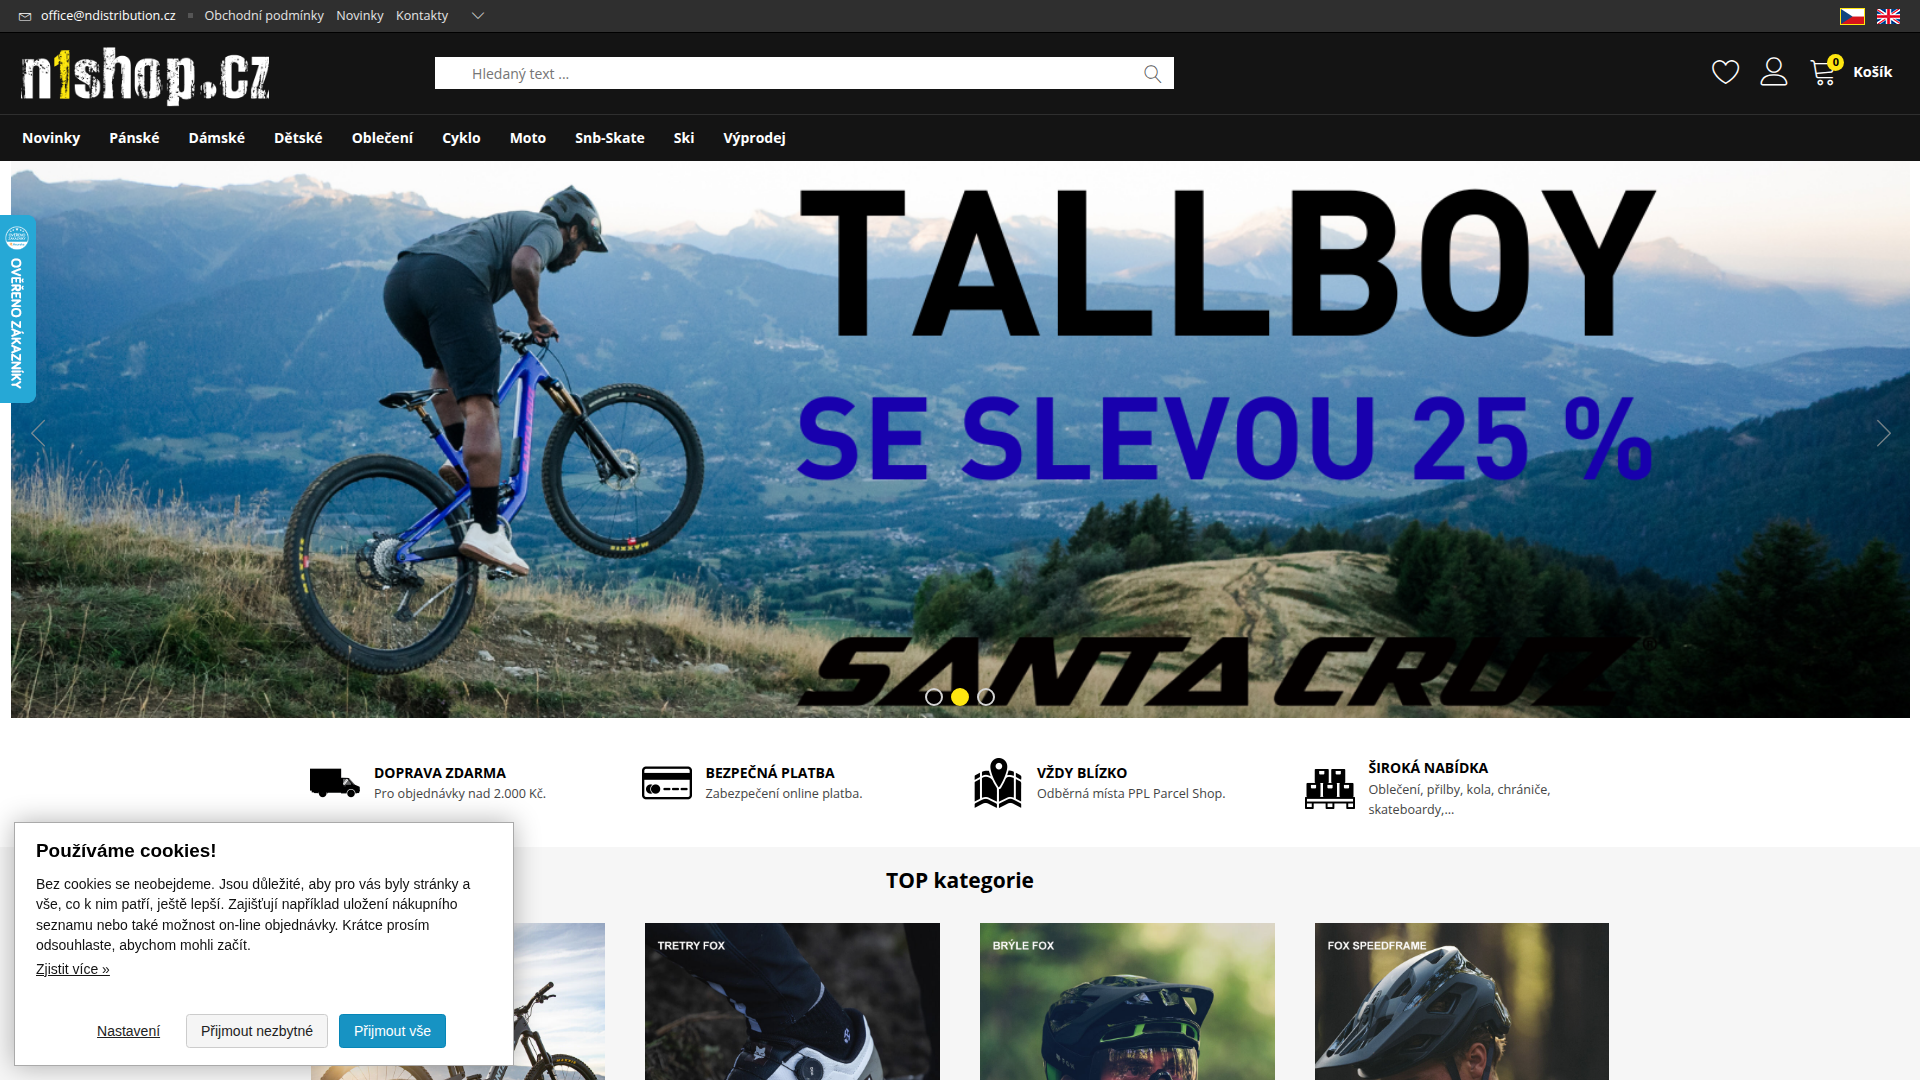 office@ndistribution.cz
Obchodní podmínky
Novinky
Kontakty
n1shop.cz
Hledaný text ...
0
Košík
Novinky
Pánské
Dámské
Dětské
Oblečení
Cyklo
Moto
Snb-Skate
Ski
Výprodej
TALLBOY
SE SLEVOU 25 %
SANTA CRUZ
OVĚŘENO ZÁKAZNÍKY
MAXXIS
DOPRAVA ZDARMA
Pro objednávky nad 2.000 Kč.
BEZPEČNÁ PLATBA
Zabezpečení online platba.
VŽDY BLÍZKO
Odběrná místa PPL Parcel Shop.
ŠIROKÁ NABÍDKA
Oblečení, přilby, kola, chrániče,
skateboardy,...
TOP kategorie
TRETRY FOX
BRÝLE FOX
FOX SPEEDFRAME
Používáme cookies!
Bez cookies se neobejdeme. Jsou důležité, aby pro vás byly stránky a
vše, co k nim patří, ještě lepší. Zajišťují například uložení nákupního
seznamu nebo také možnost on-line objednávky. Krátce prosím
odsouhlaste, abychom mohli začít.
Zjistit více »
Nastavení
Přijmout nezbytné
Přijmout vše